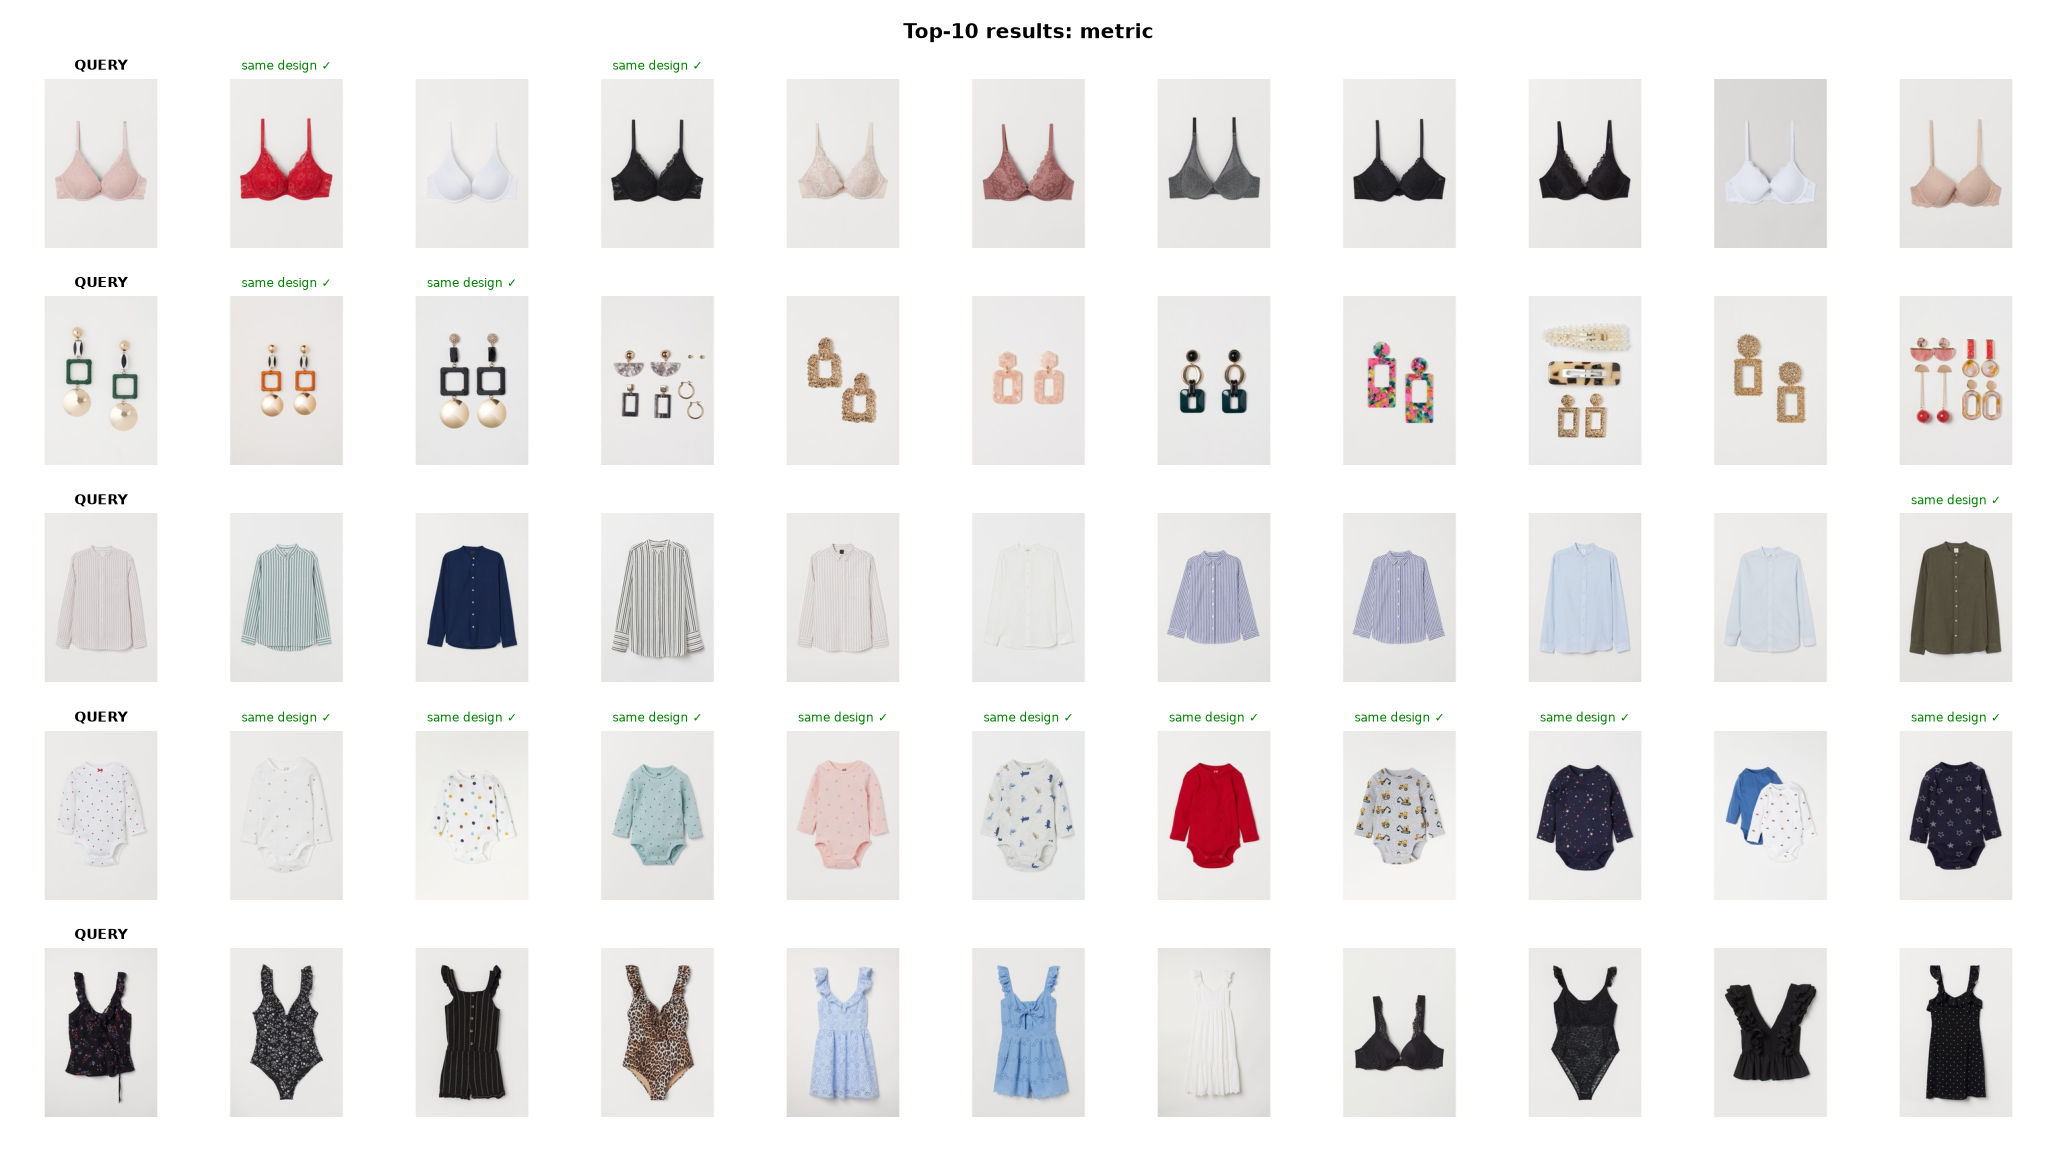 Top-10 results: metric
QUERY same design ✓ same design ✓
QUERY same design ✓ same design ✓
QUERY same design ✓
QUERY same design ✓ same design ✓ same design ✓ same design ✓ same design ✓ same design ✓ same design ✓ same design ✓ same design ✓
QUERY